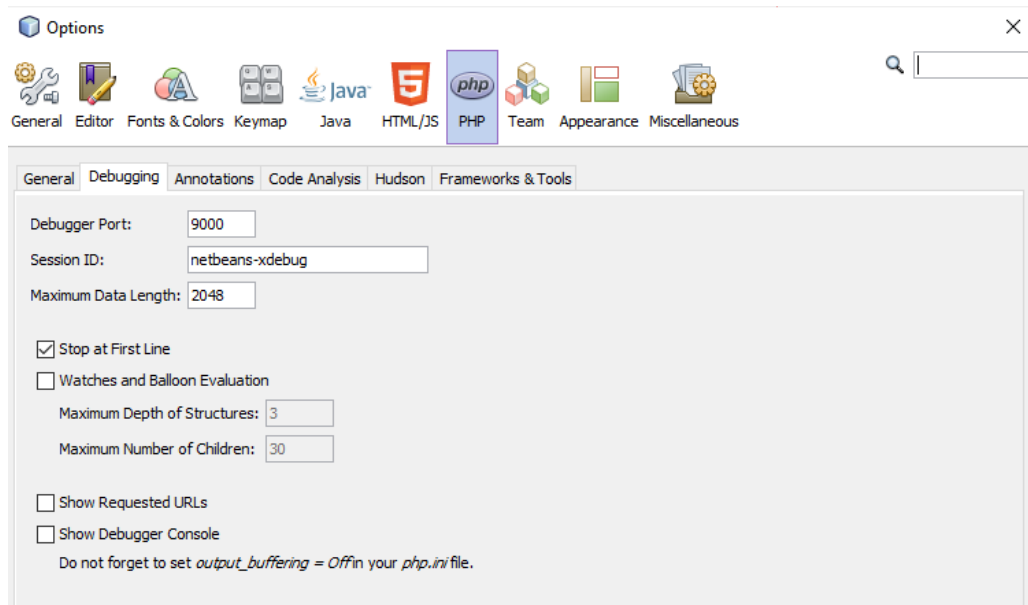 Options
Java
php
General Editor Fonts & Colors Keymap Java HTML/JS PHP Team Appearance Miscellaneous
General Debugging Annotations Code Analysis Hudson Frameworks & Tools
Debugger Port: 9000
Session ID: netbeans-xdebug
Maximum Data Length: 2048
Stop at First Line
Watches and Balloon Evaluation
Maximum Depth of Structures: 3
Maximum Number of Children: 30
Show Requested URLs
Show Debugger Console
Do not forget to set output_buffering = Off in your php.ini file.